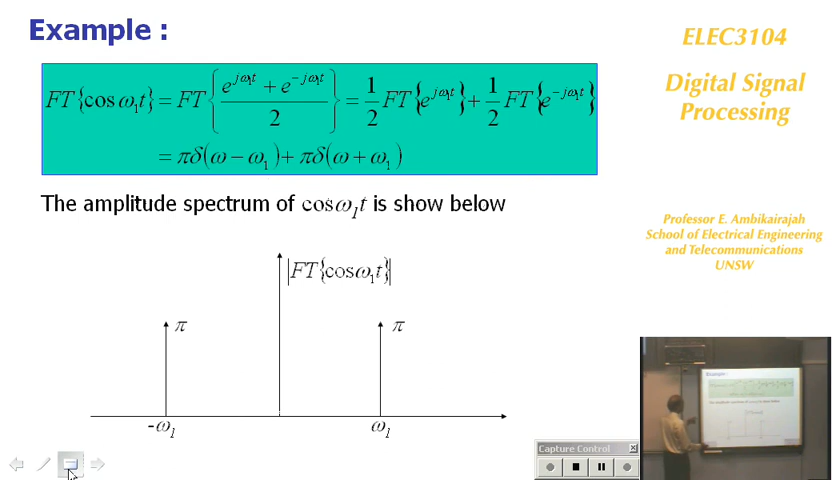 Example :
ELEC3104
Digital Signal
Processing
FT{cos ω₁t} = FT{(e^{jω₁t} + e^{-jω₁t})/2} = 1/2 FT{e^{jω₁t}} + 1/2 FT{e^{-jω₁t}}
= πδ(ω − ω₁) + πδ(ω + ω₁)
The amplitude spectrum of cos ω₁t is show below
Professor E. Ambikairajah
School of Electrical Engineering
and Telecommunications
UNSW
|FT{cos ω₁t}|
π π
-ω₁ ω₁
Capture Control